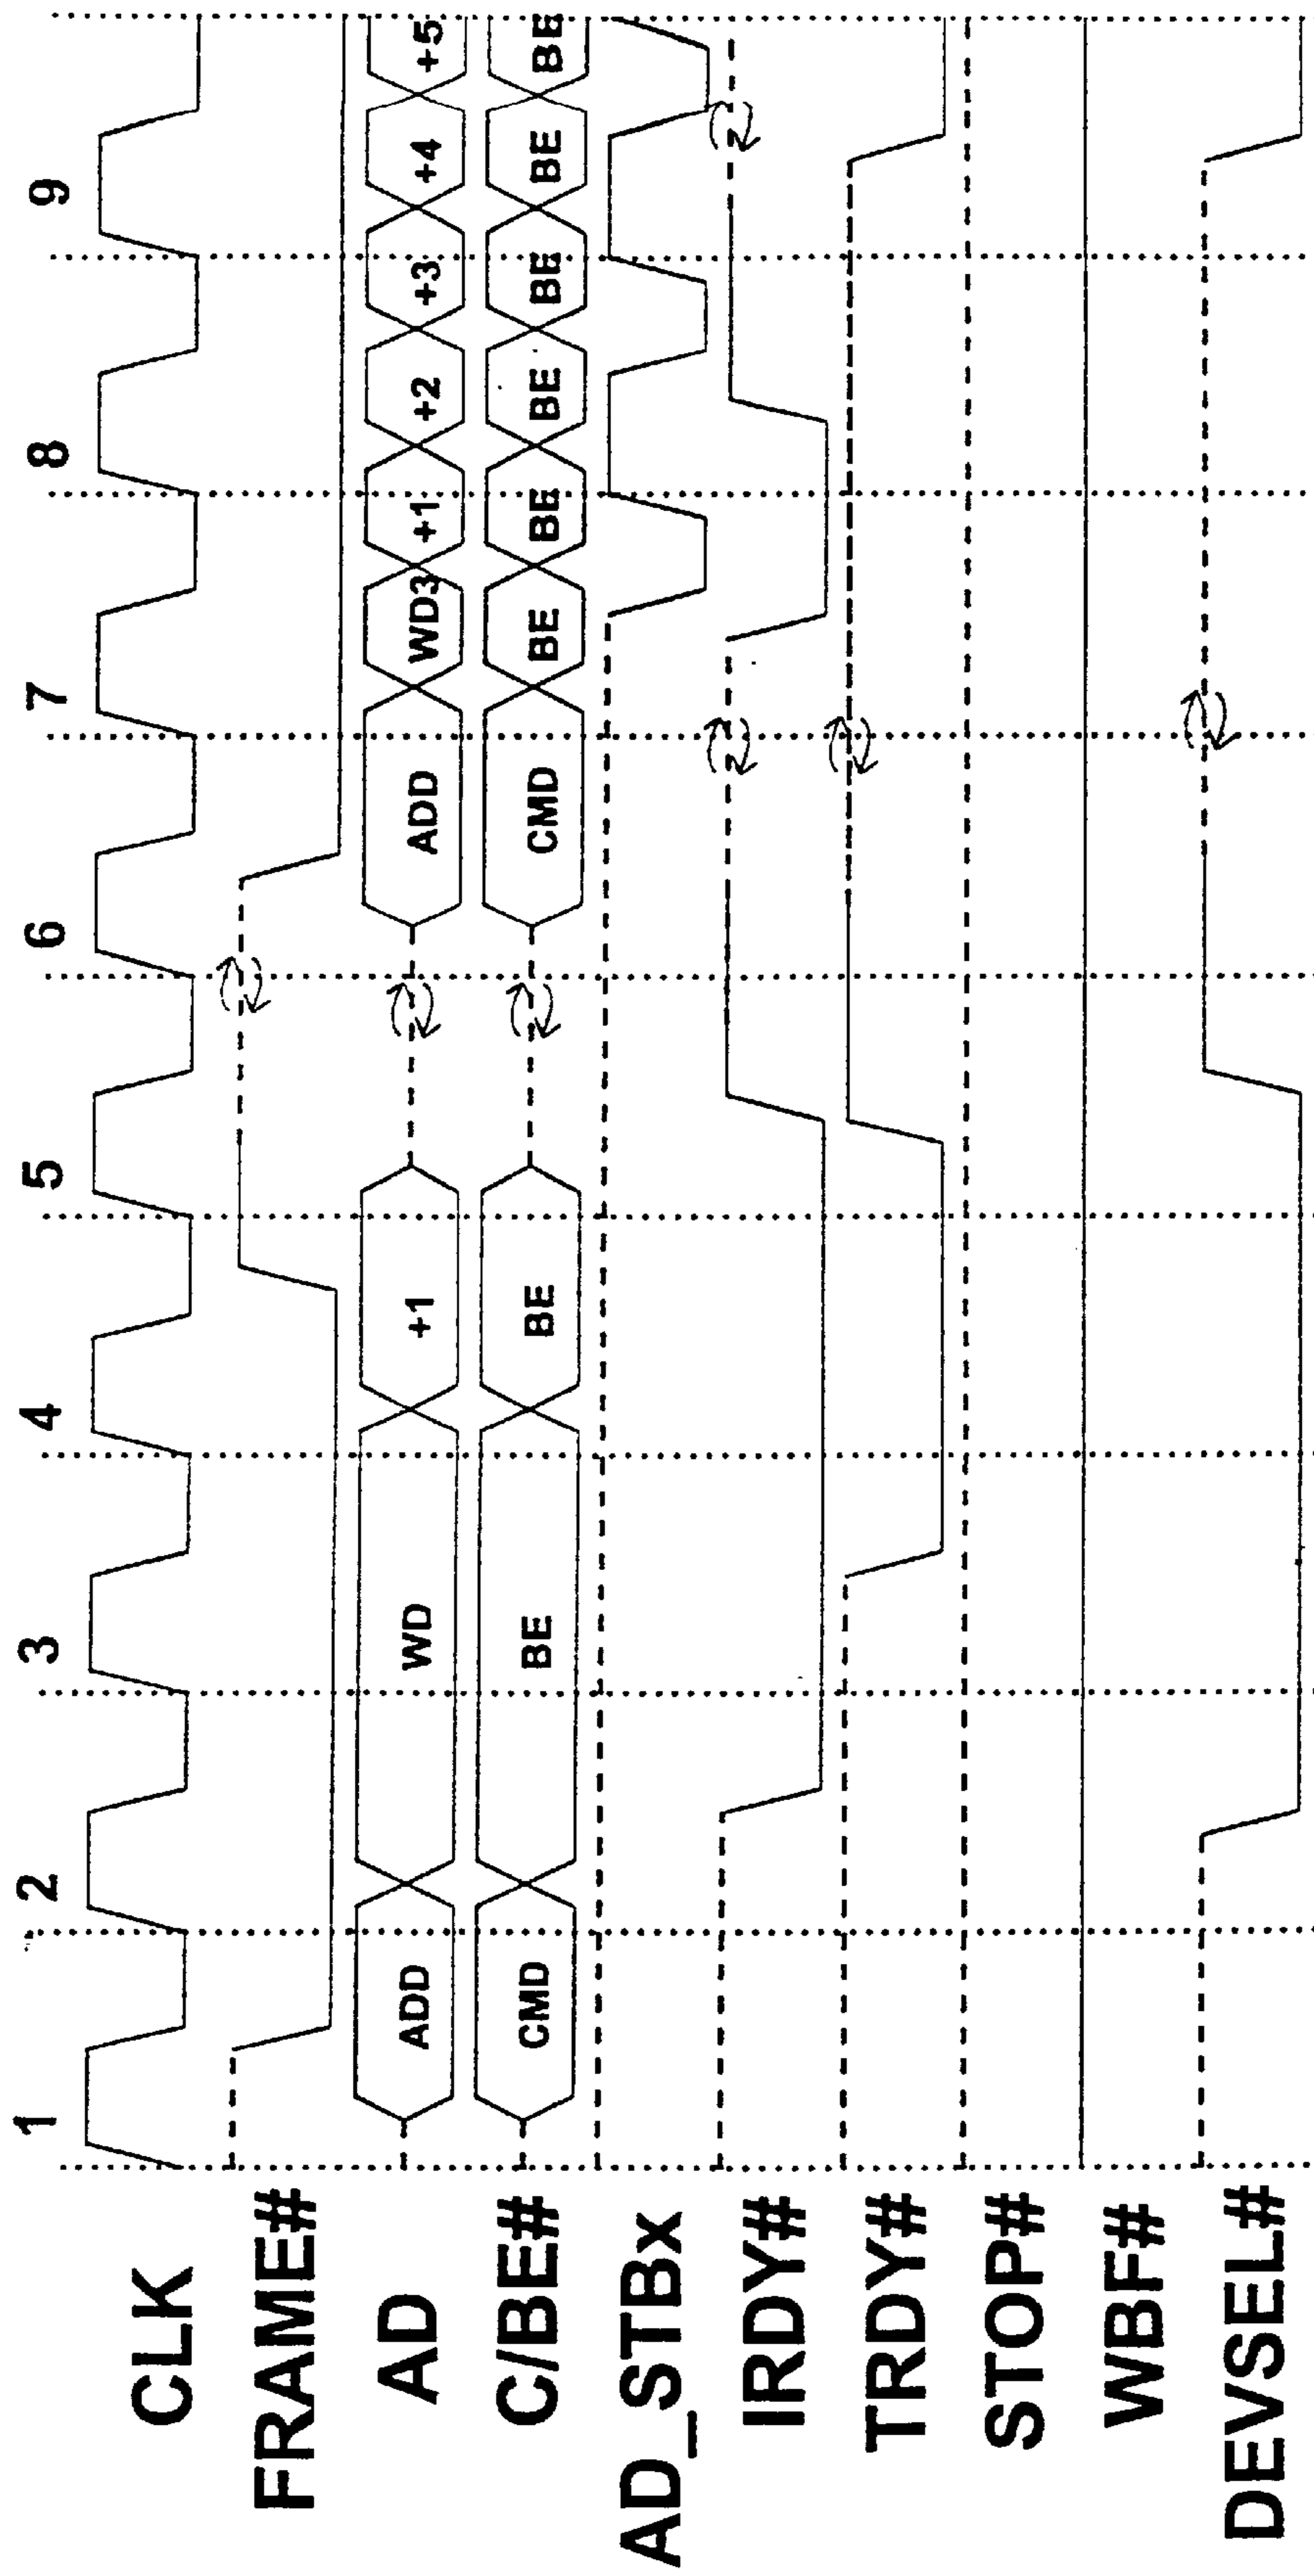 1 2 3 4 5 6 7 8 9
CLK
FRAME#
AD ADD WD +1 ADD WD3 +1 +2 +3 +4 +5
C/BE# CMD BE BE CMD BE BE BE BE BE BE
AD_STBx
IRDY#
TRDY#
STOP#
WBF#
DEVSEL#